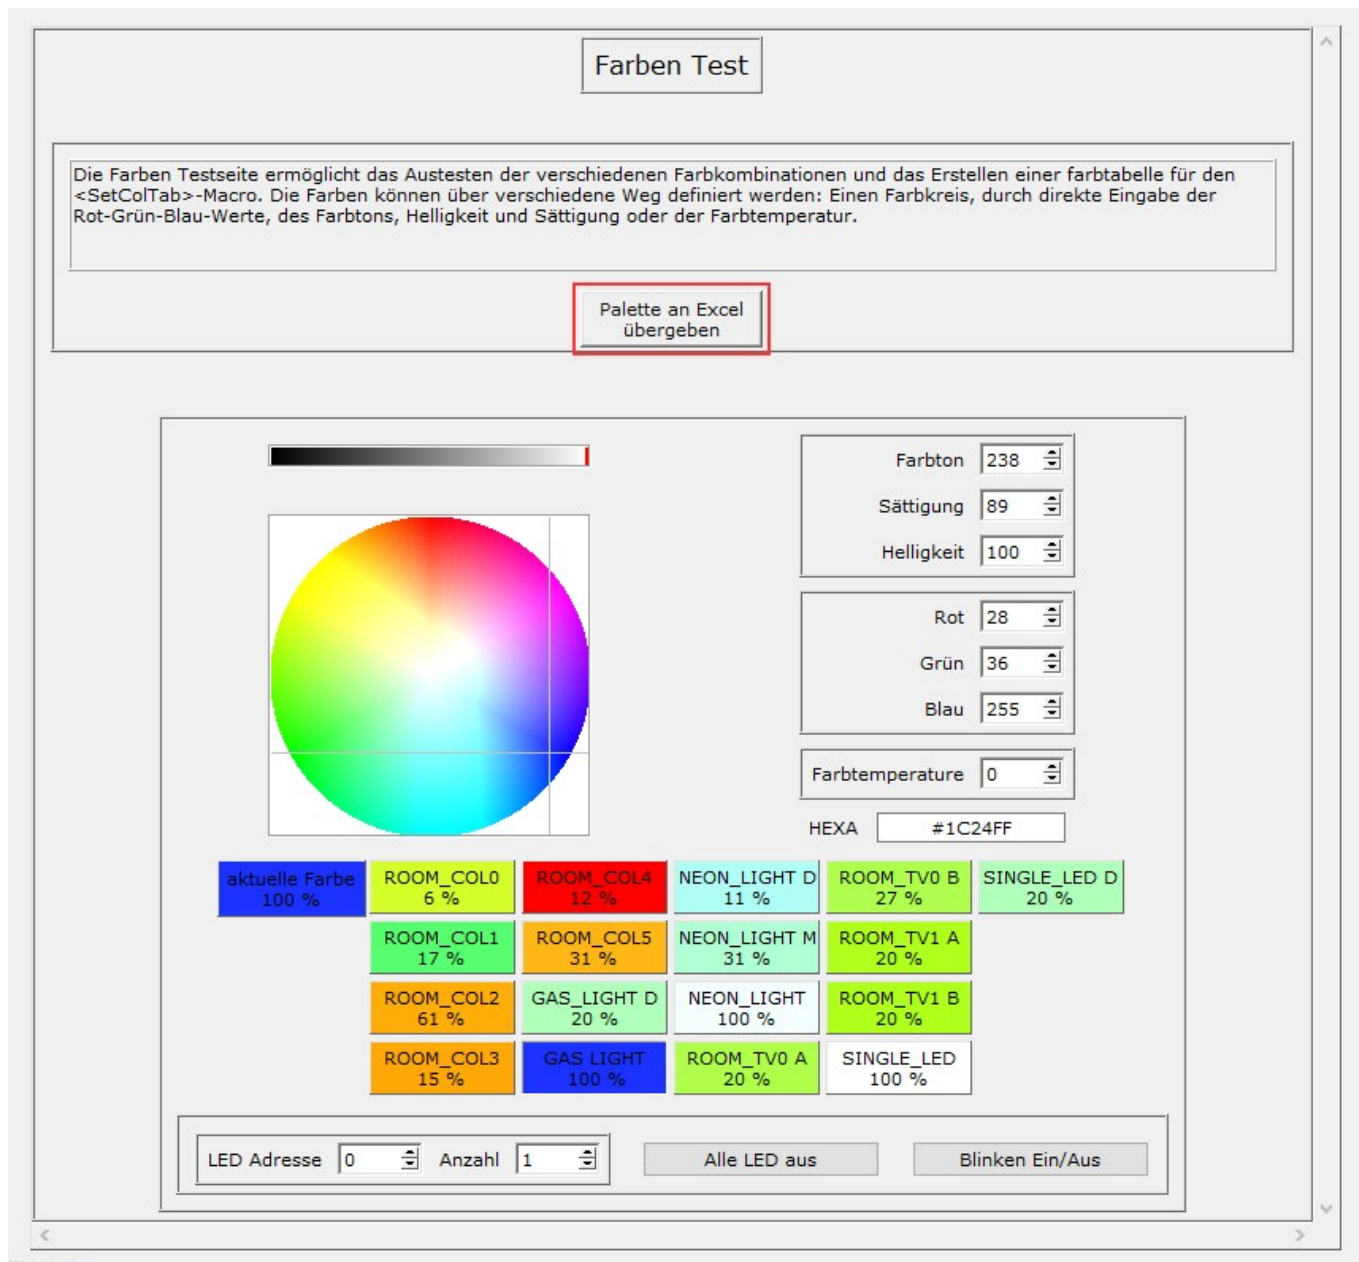 Farben Test
Die Farben Testseite ermöglicht das Austesten der verschiedenen Farbkombinationen und das Erstellen einer farbtabelle für den
<SetColTab>-Macro. Die Farben können über verschiedene Weg definiert werden: Einen Farbkreis, durch direkte Eingabe der
Rot-Grün-Blau-Werte, des Farbtons, Helligkeit und Sättigung oder der Farbtemperatur.
Palette an Excel
übergeben
Farbton 238
Sättigung 89
Helligkeit 100
Rot 28
Grün 36
Blau 255
Farbtemperature 0
HEXA #1C24FF
aktuelle Farbe ROOM_COL0 ROOM_COL4 NEON_LIGHT D ROOM_TV0 B SINGLE_LED D
100 % 6 % 12 % 11 % 27 % 20 %
ROOM_COL1 ROOM_COL5 NEON_LIGHT M ROOM_TV1 A
17 % 31 % 31 % 20 %
ROOM_COL2 GAS_LIGHT D NEON_LIGHT ROOM_TV1 B
61 % 20 % 100 % 20 %
ROOM_COL3 GAS LIGHT ROOM_TV0 A SINGLE_LED
15 % 100 % 20 % 100 %
LED Adresse 0 Anzahl 1 Alle LED aus Blinken Ein/Aus